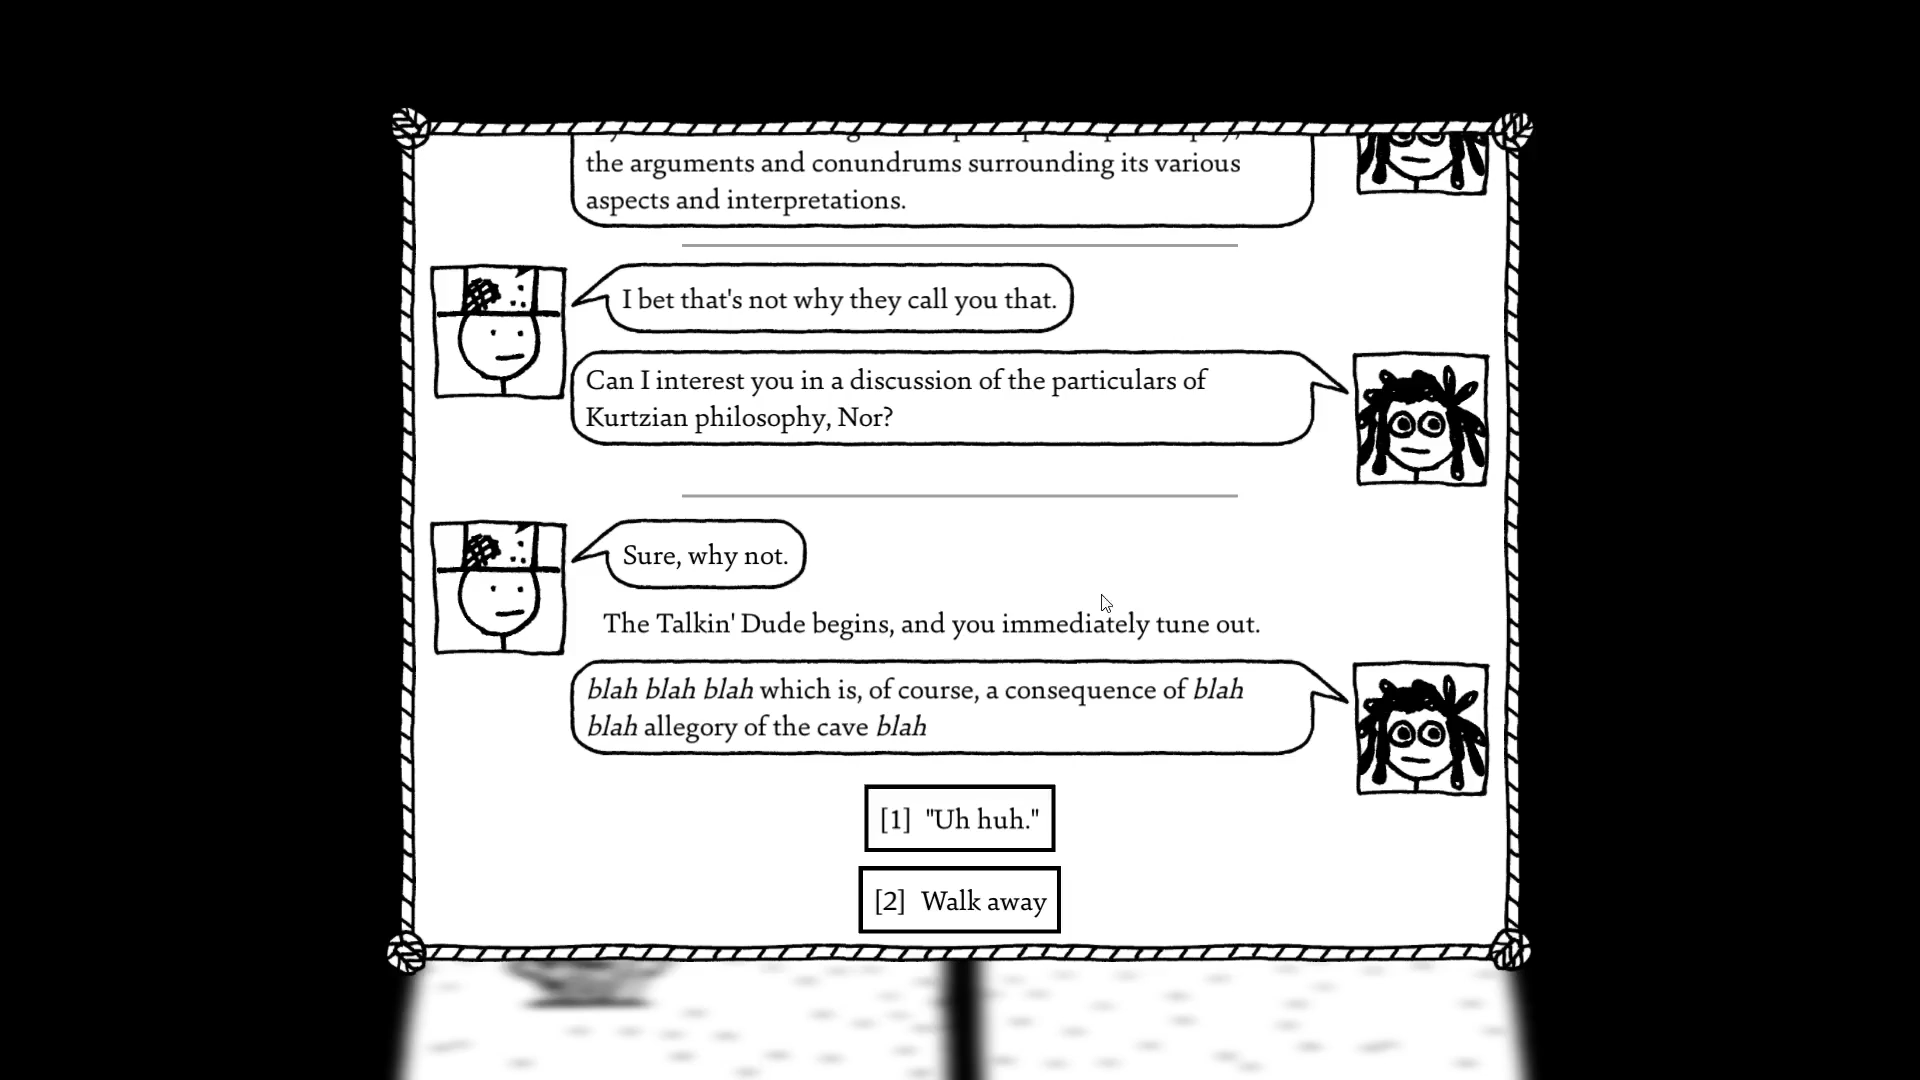 the arguments and conundrums surrounding its various
aspects and interpretations.
I bet that's not why they call you that.
Can I interest you in a discussion of the particulars of
Kurtzian philosophy, Nor?
Sure, why not.
The Talkin' Dude begins, and you immediately tune out.
blah blah blah which is, of course, a consequence of blah
blah allegory of the cave blah
[1] "Uh huh."
[2] Walk away